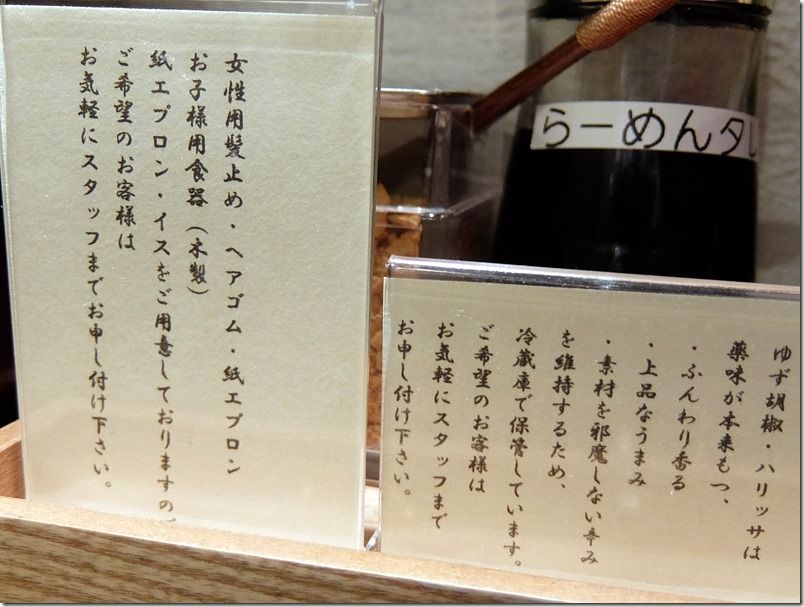 女性用髪止め・ヘアゴム・紙エプロン
お子様用食器（木製）
紙エプロン・イスをご用意しておりますので
ご希望のお客様は
お気軽にスタッフまでお申し付け下さい。
らーめんタレ
ゆず胡椒・ハリッサは
薬味が本来もつ、
・ふんわり香る
・上品なうまみ
・素材を邪魔しない辛み
を維持するため、
冷蔵庫で保管しています。
ご希望のお客様は
お気軽にスタッフまで
お申し付け下さい。